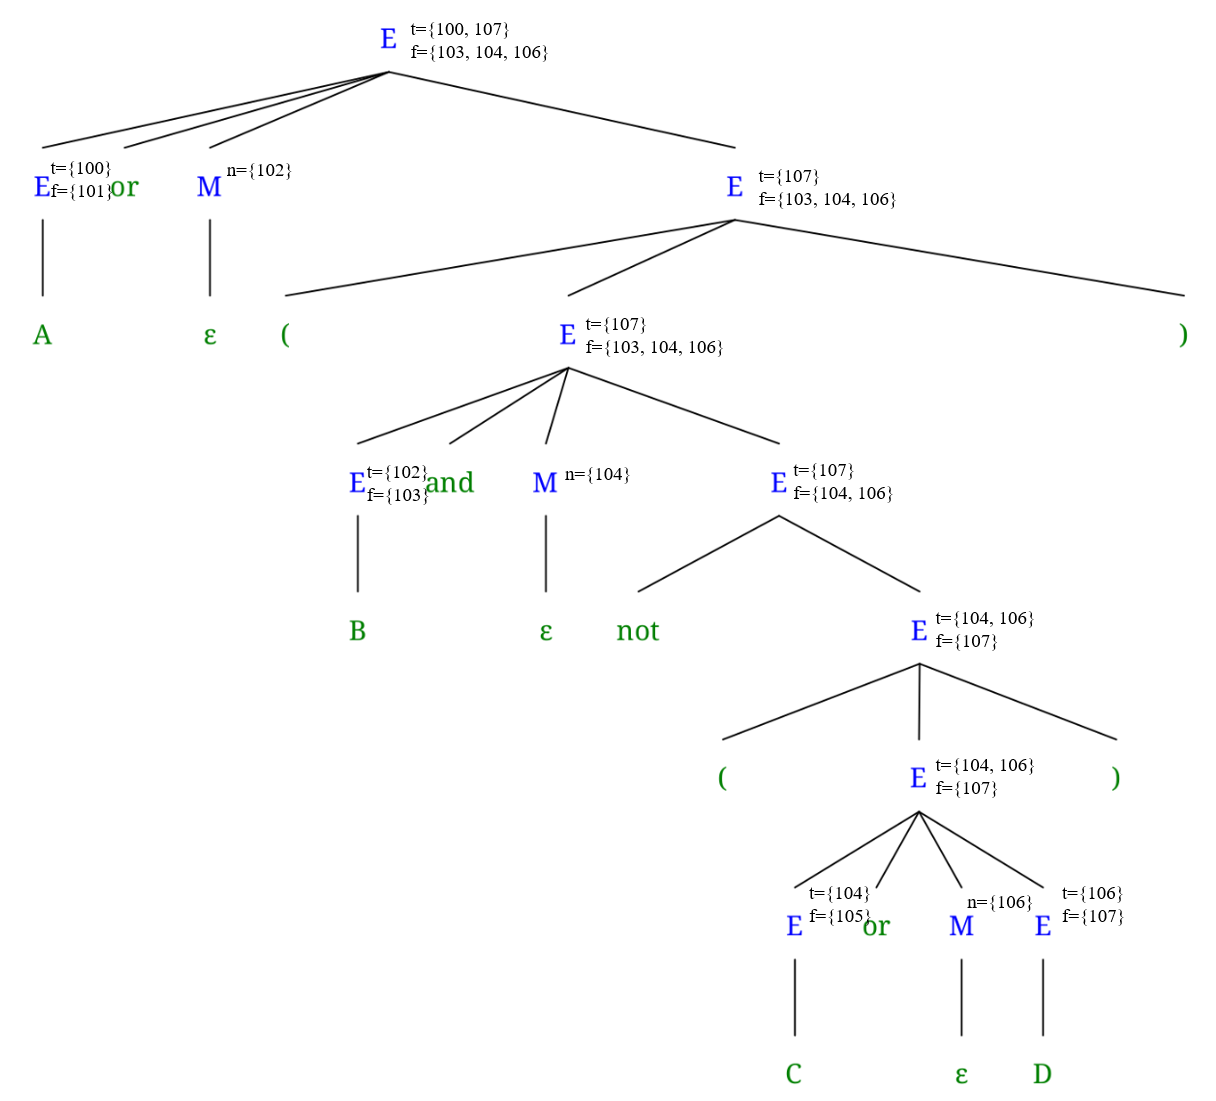 E t={100, 107}
f={103, 104, 106}
E t={100} f={101} or M n={102} E t={107}
f={103, 104, 106}
A ε ( E t={107} )
f={103, 104, 106}
E t={102} f={103} and M n={104} E t={107}
f={104, 106}
B ε not E t={104, 106}
f={107}
( E t={104, 106} )
f={107}
E t={104} f={105} or M n={106} E t={106}
f={107}
C ε D